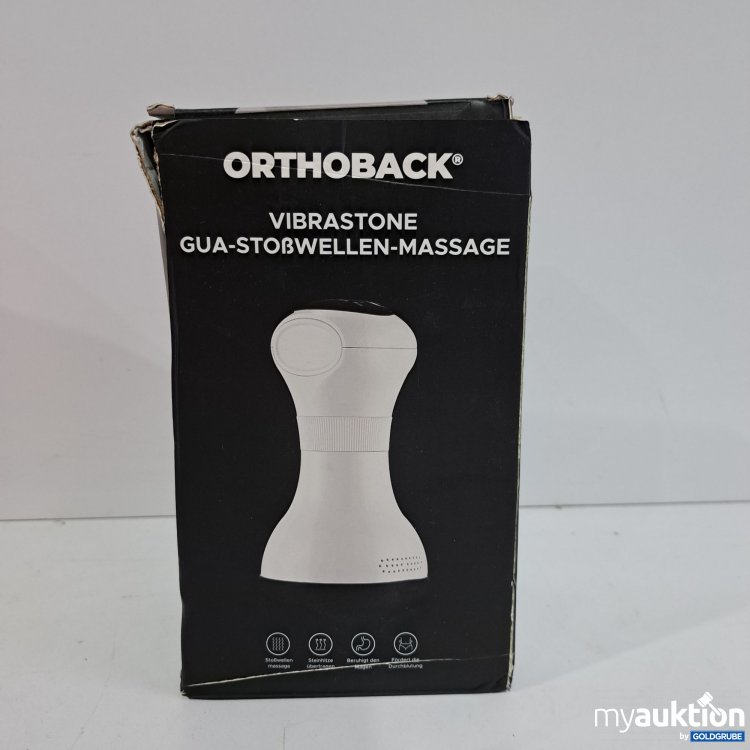 ORTHOBACK®
VIBRASTONE
GUA-STOßWELLEN-MASSAGE
Stoßwellen
massage
Steinhitze
übertragen
Beruhigt den
Magen
Fördert die
Durchblutung
myauktion
by GOLDGRUBE